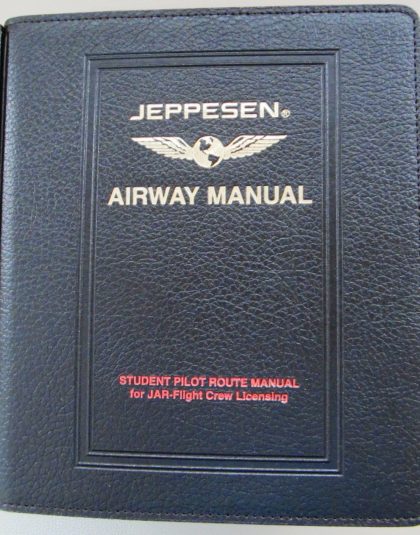 JEPPESEN®
AIRWAY MANUAL
STUDENT PILOT ROUTE MANUAL
for JAR-Flight Crew Licensing